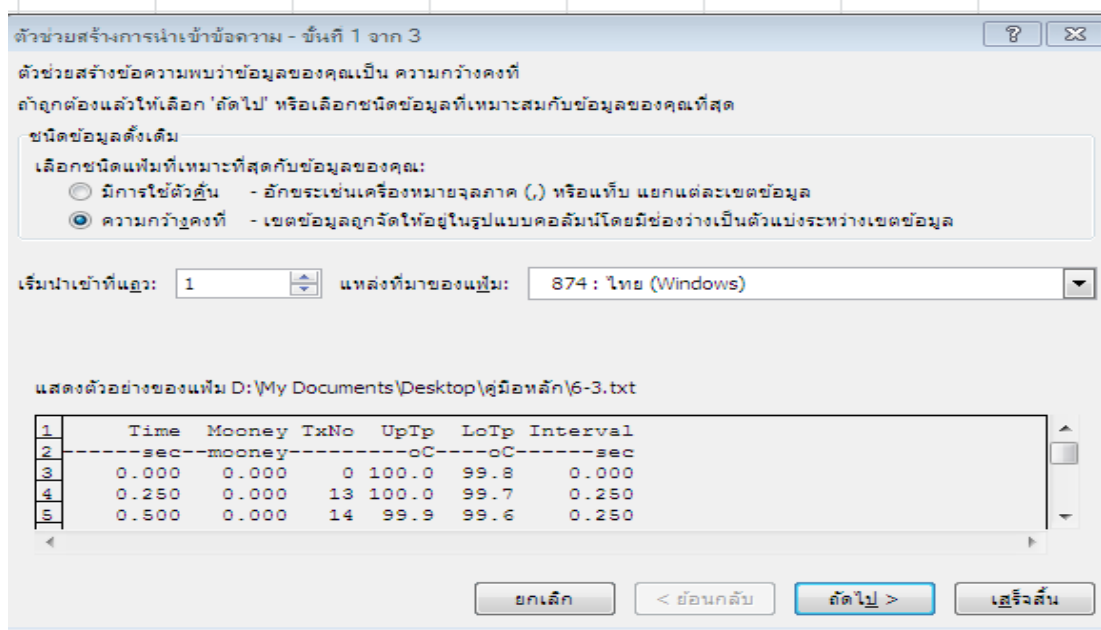 ตัวช่วยสร้างการนำเข้าข้อความ - ขั้นที่ 1 จาก 3
ตัวช่วยสร้างข้อความพบว่าข้อมูลของคุณเป็น ความกว้างคงที่
ถ้าถูกต้องแล้วให้เลือก 'ถัดไป' หรือเลือกชนิดข้อมูลที่เหมาะสมกับข้อมูลของคุณที่สุด
ชนิดข้อมูลดั้งเดิม
เลือกชนิดแฟ้มที่เหมาะที่สุดกับข้อมูลของคุณ:
มีการใช้ตัวคั่น - อักขระเช่นเครื่องหมายจุลภาค (,) หรือแท็บ แยกแต่ละเขตข้อมูล
ความกว้างคงที่ - เขตข้อมูลถูกจัดให้อยู่ในรูปแบบคอลัมน์โดยมีช่องว่างเป็นตัวแบ่งระหว่างเขตข้อมูล
เริ่มนำเข้าที่แถว: 1 แหล่งที่มาของแฟ้ม: 874 : ไทย (Windows)
แสดงตัวอย่างของแฟ้ม D:\My Documents\Desktop\คู่มือหลัก\6-3.txt
1 Time Mooney TxNo UpTp LoTp Interval
2 ------sec--mooney---------oC----oC------sec
3 0.000 0.000 0 100.0 99.8 0.000
4 0.250 0.000 13 100.0 99.7 0.250
5 0.500 0.000 14 99.9 99.6 0.250
ยกเลิก < ย้อนกลับ ถัดไป > เสร็จสิ้น